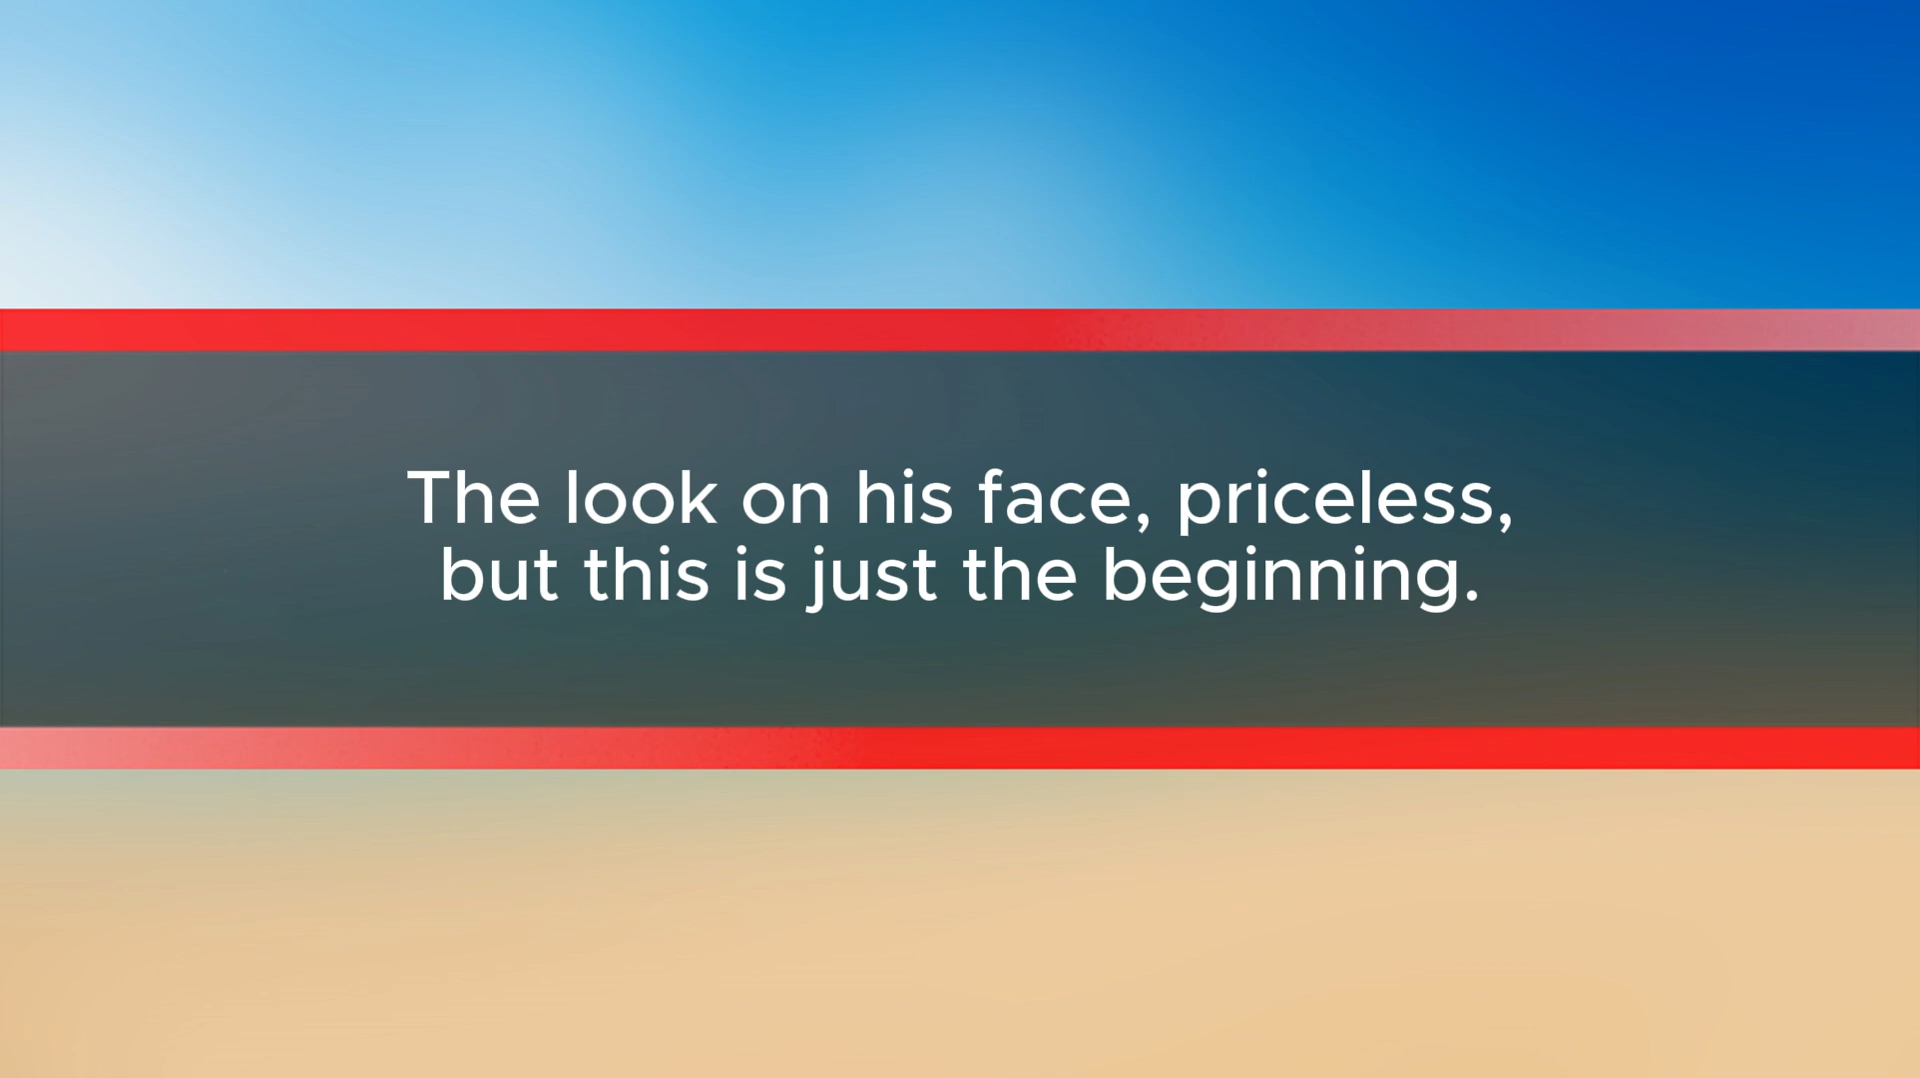 The look on his face, priceless,
but this is just the beginning.